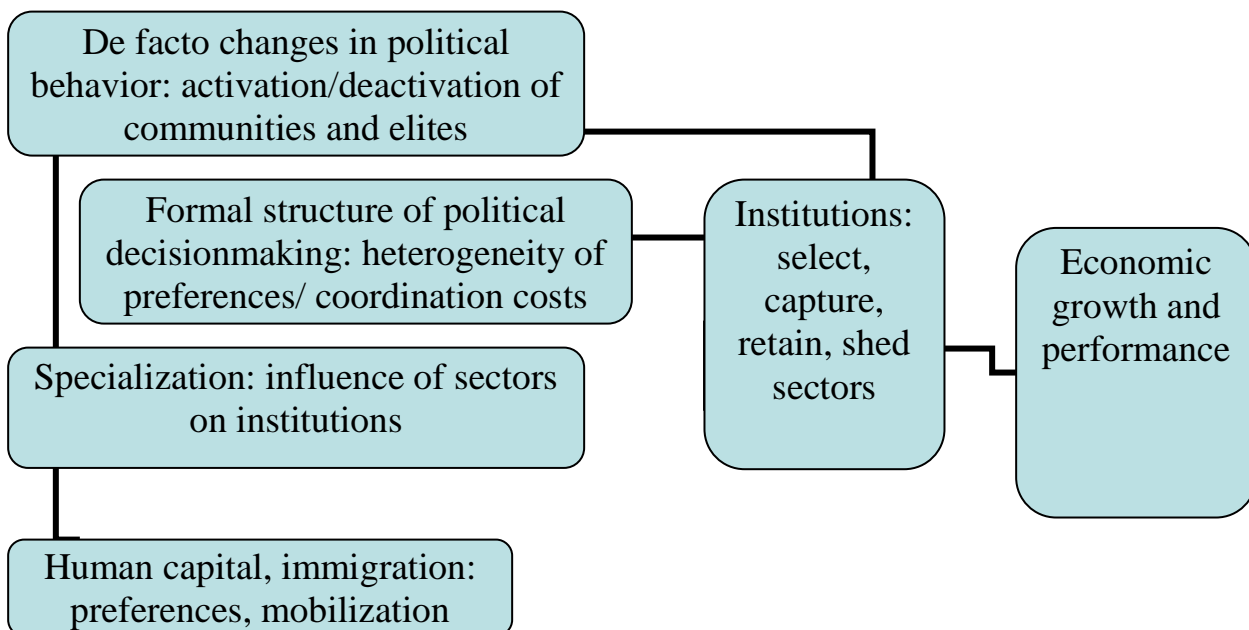 De facto changes in political
behavior: activation/deactivation of
communities and elites
Formal structure of political
decisionmaking: heterogeneity of
preferences/ coordination costs
Specialization: influence of sectors
on institutions
Human capital, immigration:
preferences, mobilization
Institutions:
select,
capture,
retain, shed
sectors
Economic
growth and
performance